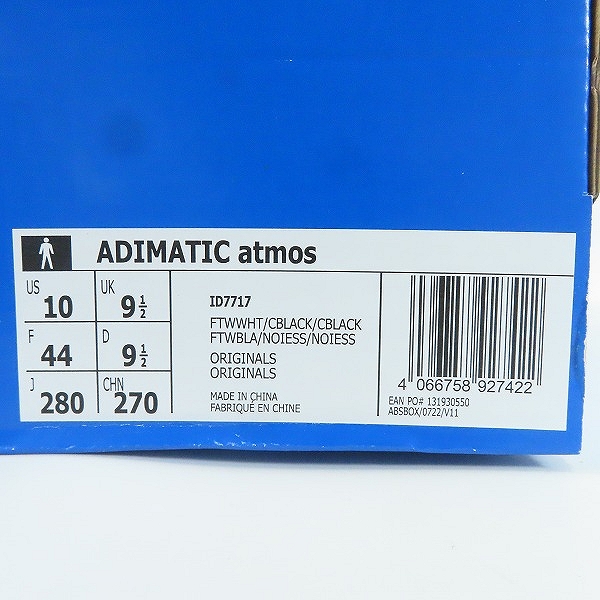 ADIMATIC atmos
US 10 UK 9 1/2
F 44 D 9 1/2
J 280 CHN 270
ID7717
FTWWHT/CBLACK/CBLACK
FTWBLA/NOIESS/NOIESS
ORIGINALS
ORIGINALS
MADE IN CHINA
FABRIQUÉ EN CHINE
4 066758 927422
EAN PO# 131930550
ABSBOX/0722/V11